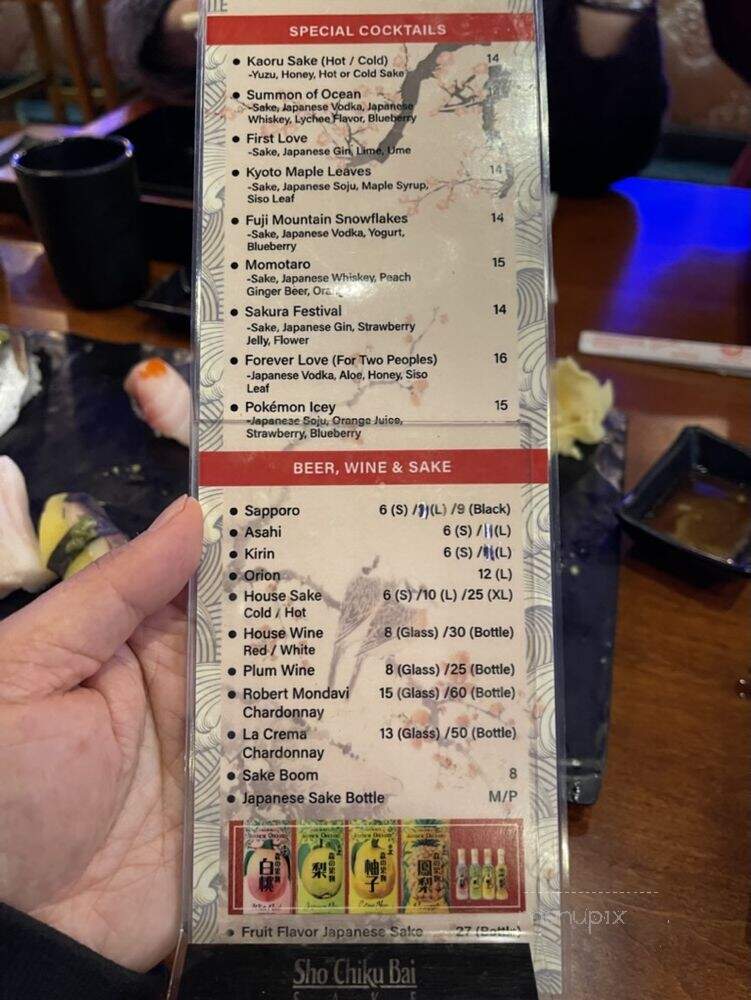 SPECIAL COCKTAILS
• Kaoru Sake (Hot / Cold) 14
-Yuzu, Honey, Hot or Cold Sake
• Summon of Ocean
-Sake, Japanese Vodka, Japanese
Whiskey, Lychee Flavor, Blueberry
• First Love
-Sake, Japanese Gin, Lime, Ume
• Kyoto Maple Leaves 14
-Sake, Japanese Soju, Maple Syrup,
Siso Leaf
• Fuji Mountain Snowflakes 14
-Sake, Japanese Vodka, Yogurt,
Blueberry
• Momotaro 15
-Sake, Japanese Whiskey, Peach
Ginger Beer,
• Sakura Festival 14
-Sake, Japanese Gin, Strawberry
Jelly, Flower
• Forever Love (For Two Peoples) 16
-Japanese Vodka, Aloe, Honey, Siso
Leaf
• Pokémon Icey 15
-Japanese Soju, Orange Juice,
Strawberry, Blueberry
BEER, WINE & SAKE
• Sapporo 6 (S) / (L) /9 (Black)
• Asahi 6 (S) / (L)
• Kirin 6 (S) / (L)
• Orion 12 (L)
• House Sake 6 (S) /10 (L) /25 (XL)
Cold / Hot
• House Wine 8 (Glass) /30 (Bottle)
Red / White
• Plum Wine 8 (Glass) /25 (Bottle)
• Robert Mondavi 15 (Glass) /60 (Bottle)
Chardonnay
• La Crema 13 (Glass) /50 (Bottle)
Chardonnay
• Sake Boom 8
• Japanese Sake Bottle M/P
白桃 梨 柚子 鳳梨
• Fruit Flavor Japanese Sake 27 (Bottle)
Sho Chiku Bai
SAKE